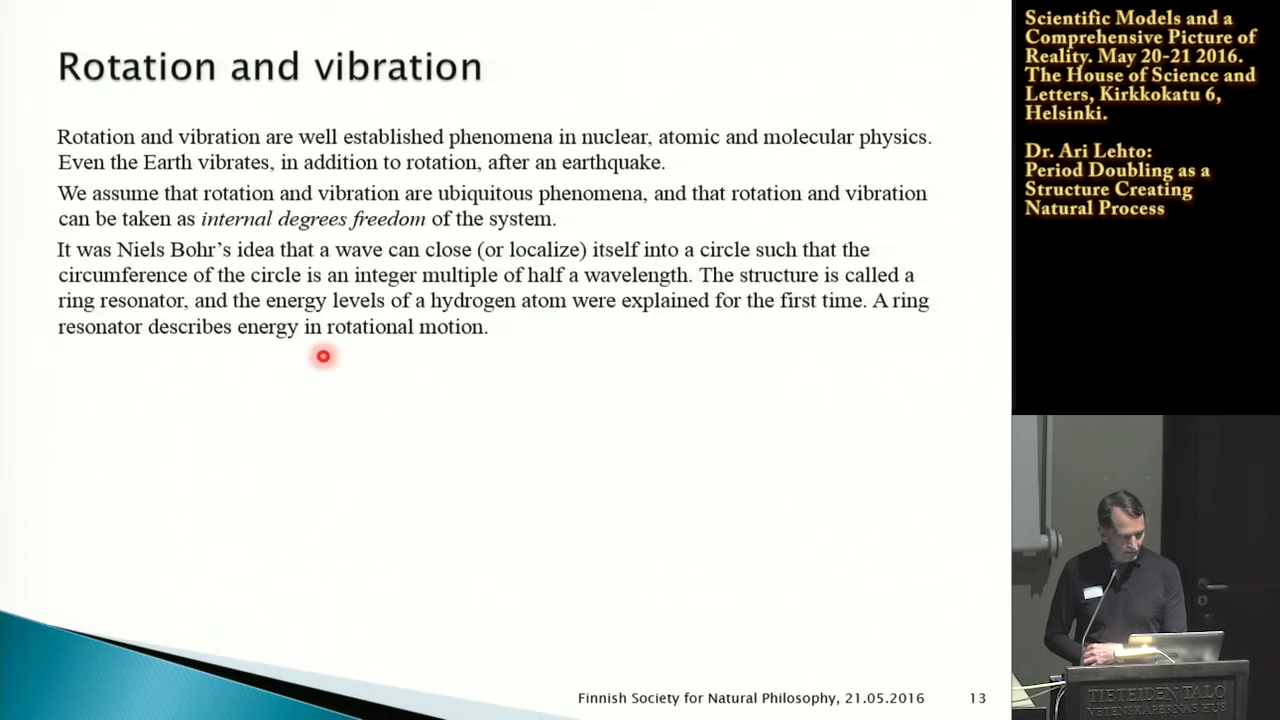 Rotation and vibration
Rotation and vibration are well established phenomena in nuclear, atomic and molecular physics.
Even the Earth vibrates, in addition to rotation, after an earthquake.
We assume that rotation and vibration are ubiquitous phenomena, and that rotation and vibration
can be taken as internal degrees freedom of the system.
It was Niels Bohr’s idea that a wave can close (or localize) itself into a circle such that the
circumference of the circle is an integer multiple of half a wavelength. The structure is called a
ring resonator, and the energy levels of a hydrogen atom were explained for the first time. A ring
resonator describes energy in rotational motion.
Finnish Society for Natural Philosophy, 21.05.2016 13
Scientific Models and a
Comprehensive Picture of
Reality. May 20-21 2016.
The House of Science and
Letters, Kirkkokatu 6,
Helsinki.
Dr. Ari Lehto:
Period Doubling as a
Structure Creating
Natural Process
TIETEIDEN TALO
VETENSKAPERNAS HUS